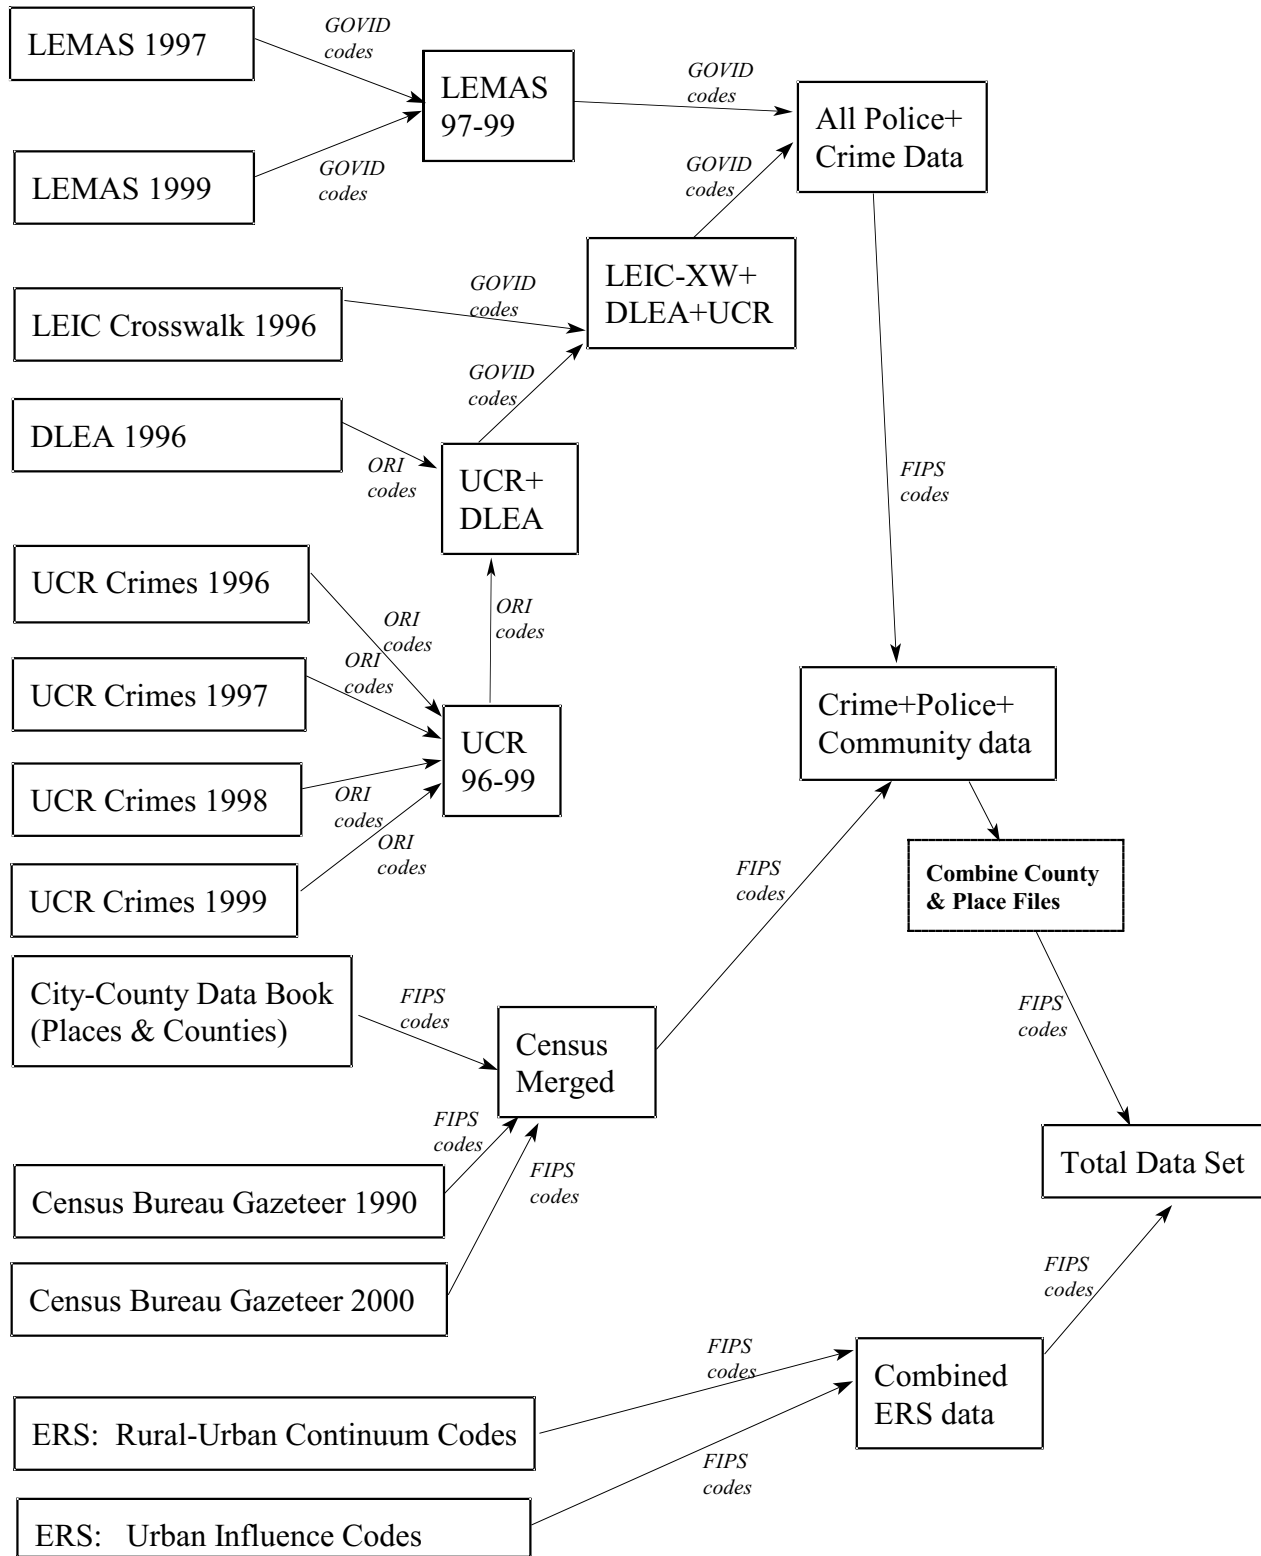 LEMAS 1997
GOVID
codes
LEMAS
97-99
GOVID
codes
All Police+
Crime Data
LEMAS 1999
GOVID
codes
GOVID
codes
LEIC-XW+
DLEA+UCR
LEIC Crosswalk 1996
GOVID
codes
GOVID
codes
DLEA 1996
ORI
codes
UCR+
DLEA
FIPS
codes
UCR Crimes 1996
ORI
codes
ORI
codes
UCR Crimes 1997
ORI
codes
UCR
96-99
Crime+Police+
Community data
UCR Crimes 1998
ORI
codes
ORI
codes
UCR Crimes 1999
FIPS
codes
Combine County
& Place Files
City-County Data Book
(Places & Counties)
FIPS
codes
Census
Merged
FIPS
codes
FIPS
codes
FIPS
codes
Total Data Set
Census Bureau Gazeteer 1990
Census Bureau Gazeteer 2000
FIPS
codes
FIPS
codes
Combined
ERS data
ERS:  Rural-Urban Continuum Codes
FIPS
codes
ERS:   Urban Influence Codes